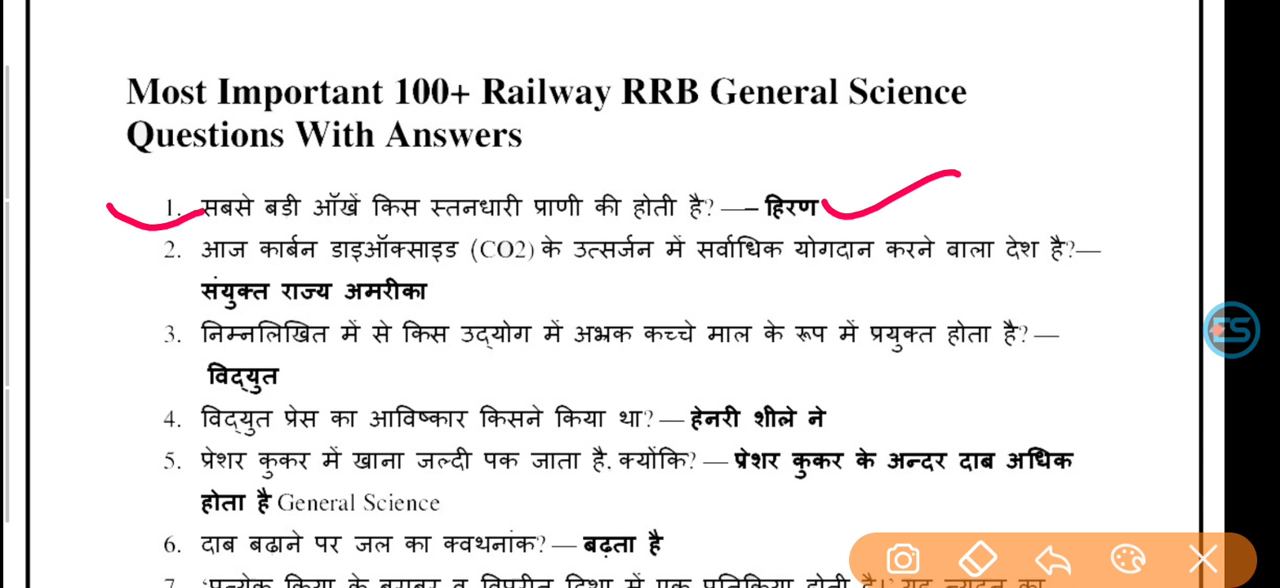 Most Important 100+ Railway RRB General Science
Questions With Answers
1. सबसे बडी आँखें किस स्तनधारी प्राणी की होती है? —– हिरण
2. आज कार्बन डाइऑक्साइड (CO2) के उत्सर्जन में सर्वाधिक योगदान करने वाला देश है?—
संयुक्त राज्य अमरीका
3. निम्नलिखित में से किस उद्योग में अभ्रक कच्चे माल के रूप में प्रयुक्त होता है? —
विद्युत
4. विद्युत प्रेस का आविष्कार किसने किया था? — हेनरी शीले ने
5. प्रेशर कुकर में खाना जल्दी पक जाता है, क्योंकि? — प्रेशर कुकर के अन्दर दाब अधिक
होता है General Science
6. दाब बढाने पर जल का क्वथनांक? — बढ़ता है
ES